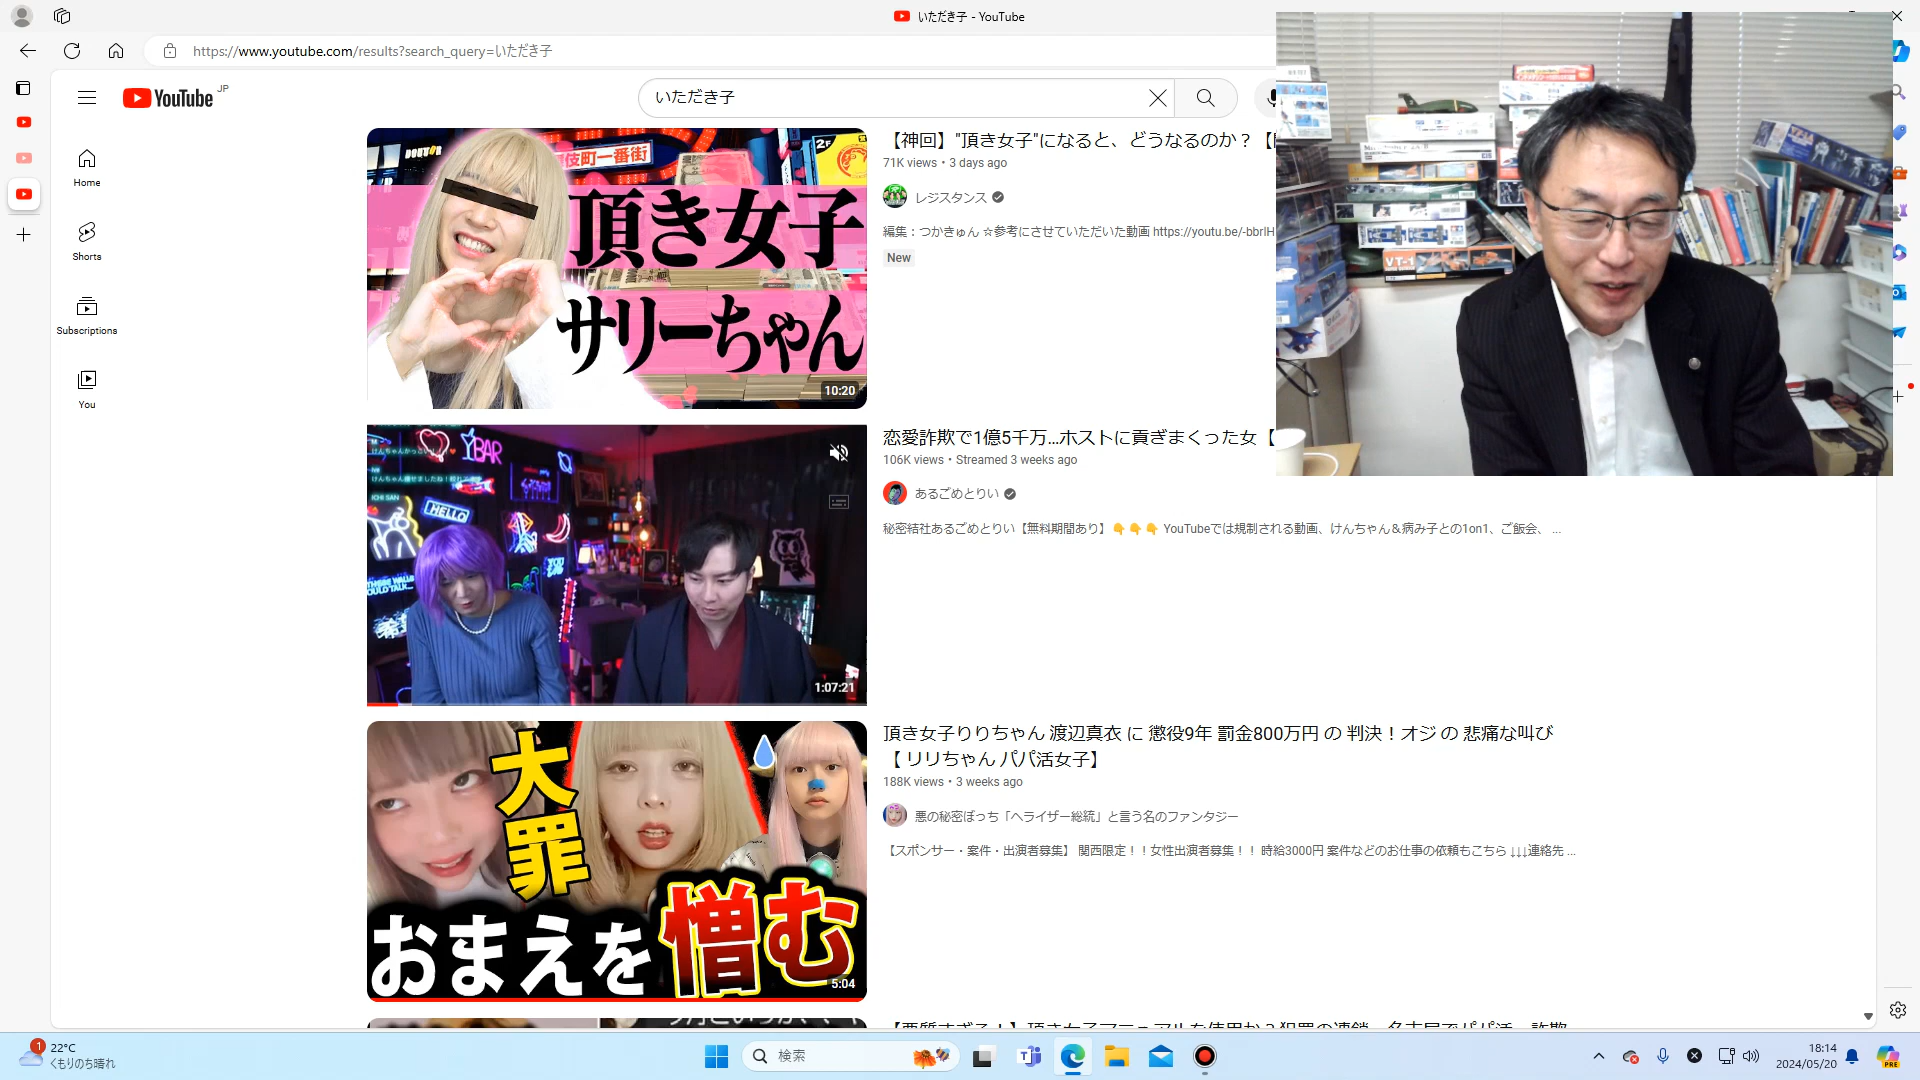 いただき子 - YouTube
https://www.youtube.com/results?search_query=いただき子
YouTube JP
いただき子
Home
Shorts
Subscriptions
You
頂き女子
サリーちゃん
2F
10:20
【神回】"頂き女子"になると、どうなるのか？【
71K views • 3 days ago
レジスタンス
編集：つかきゅん ☆参考にさせていただいた動画 https://youtu.be/-bbrIH
New
BAR
HELLO
ICHI SAN
1:07:21
恋愛詐欺で1億5千万...ホストに貢ぎまくった女【
106K views • Streamed 3 weeks ago
あるごめとりい
秘密結社あるごめとりい【無料期間あり】👇👇👇 YouTubeでは規制される動画、けんちゃん＆病み子との1on1、ご飯会、 ...
大罪
おまえを憎む
5:04
頂き女子りりちゃん 渡辺真衣 に 懲役9年 罰金800万円 の 判決！オジ の 悲痛な叫び
【 リリちゃん パパ活女子】
188K views • 3 weeks ago
悪の秘密ぼっち「ヘライザー総統」と言う名のファンタジー
【スポンサー・案件・出演者募集】 関西限定！！女性出演者募集！！ 時給3000円 案件などのお仕事の依頼もこちら ↓↓↓連絡先 ...
VT-1
1
22°C
くもりのち晴れ
検索
18:14
2024/05/20
PRE